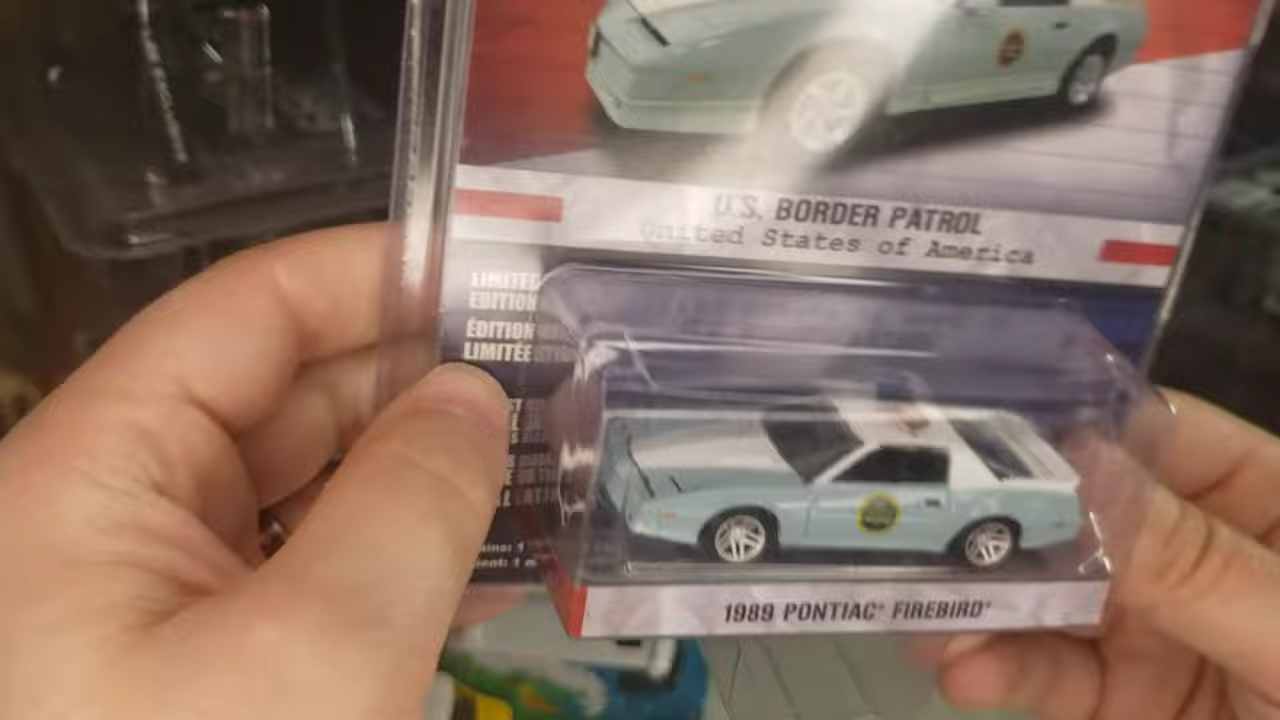 U.S. BORDER PATROL
United States of America
LIMITED
EDITION
ÉDITION
LIMITÉE
1989 PONTIAC® FIREBIRD®